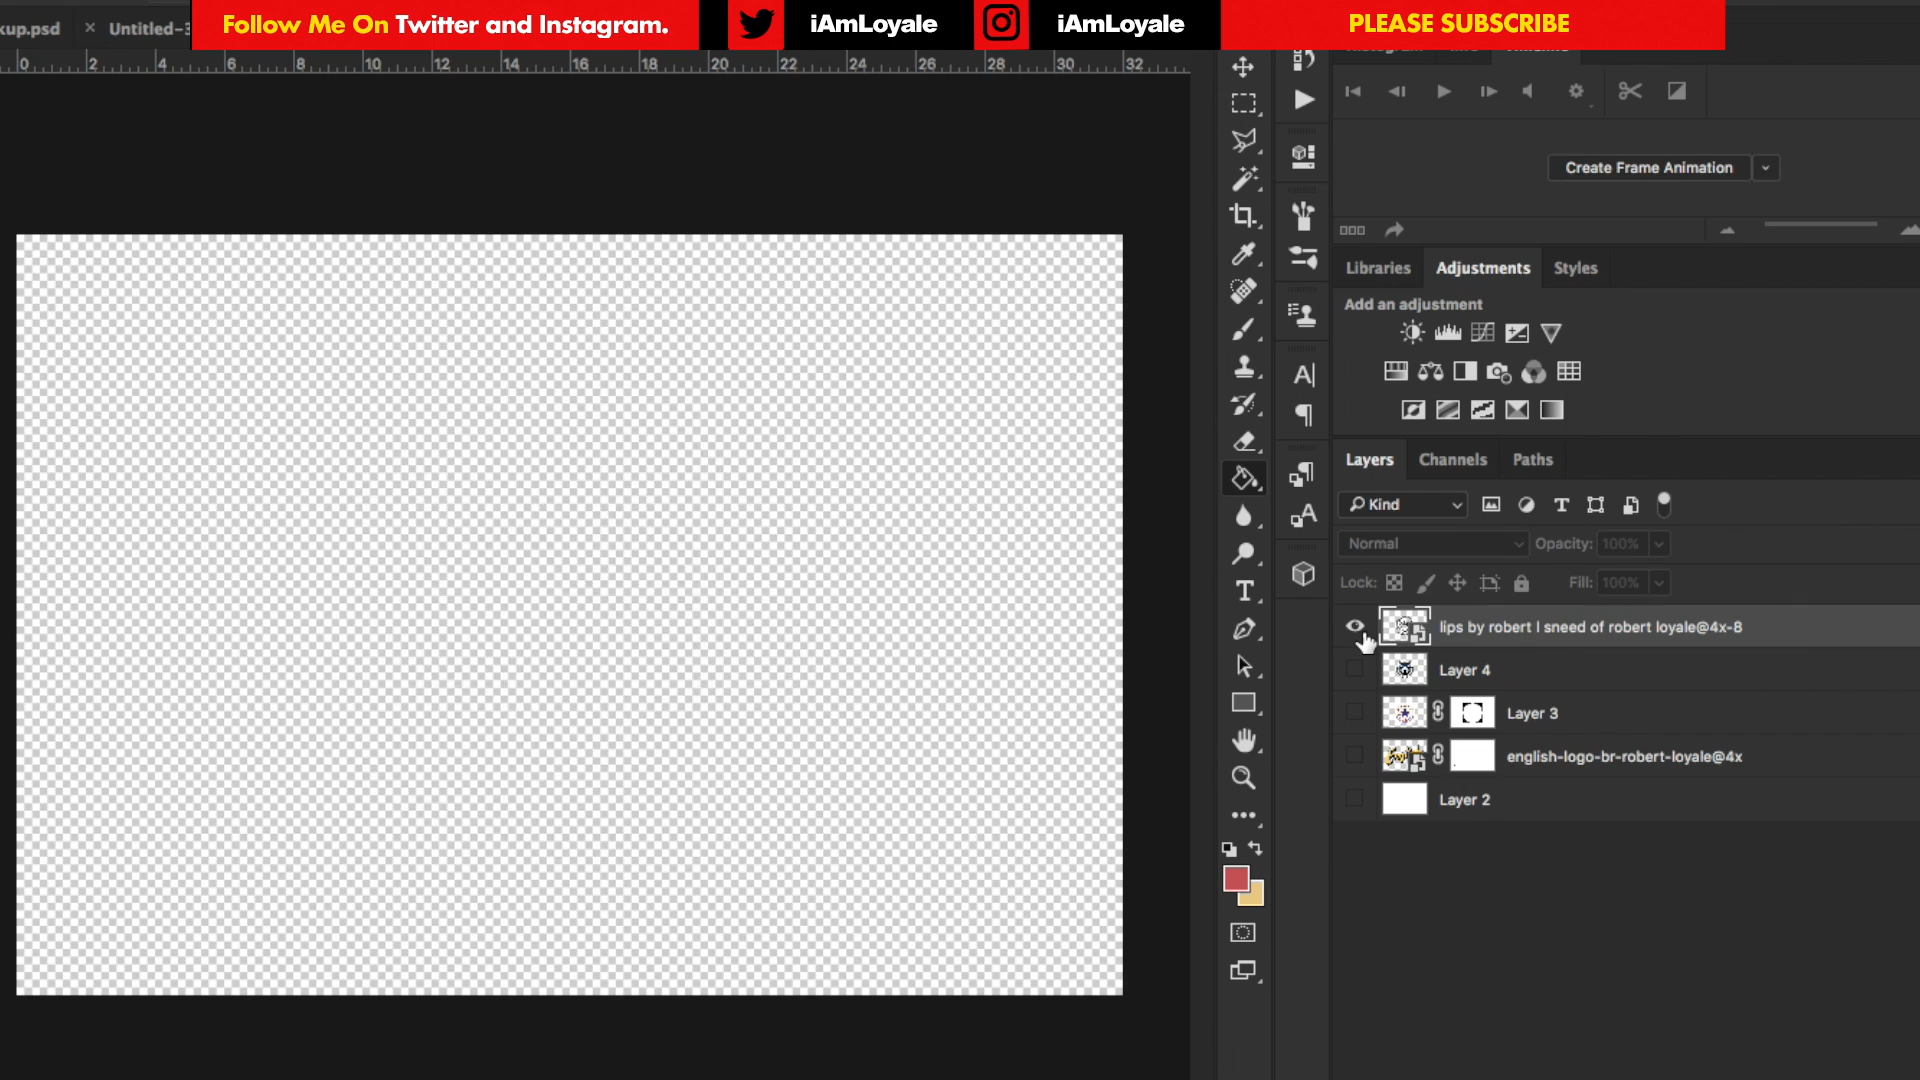 Follow Me On Twitter and Instagram. iAmLoyale iAmLoyale PLEASE SUBSCRIBE
kup.psd × Untitled-3
0 2 4 6 8 10 12 14 16 18 20 22 24 26 28 30 32
Create Frame Animation
Libraries Adjustments Styles
Add an adjustment
Layers Channels Paths
Kind
Normal Opacity: 100%
Lock: Fill: 100%
lips by robert l sneed of robert loyale@4x-8
Layer 4
Layer 3
english-logo-br-robert-loyale@4x
Layer 2